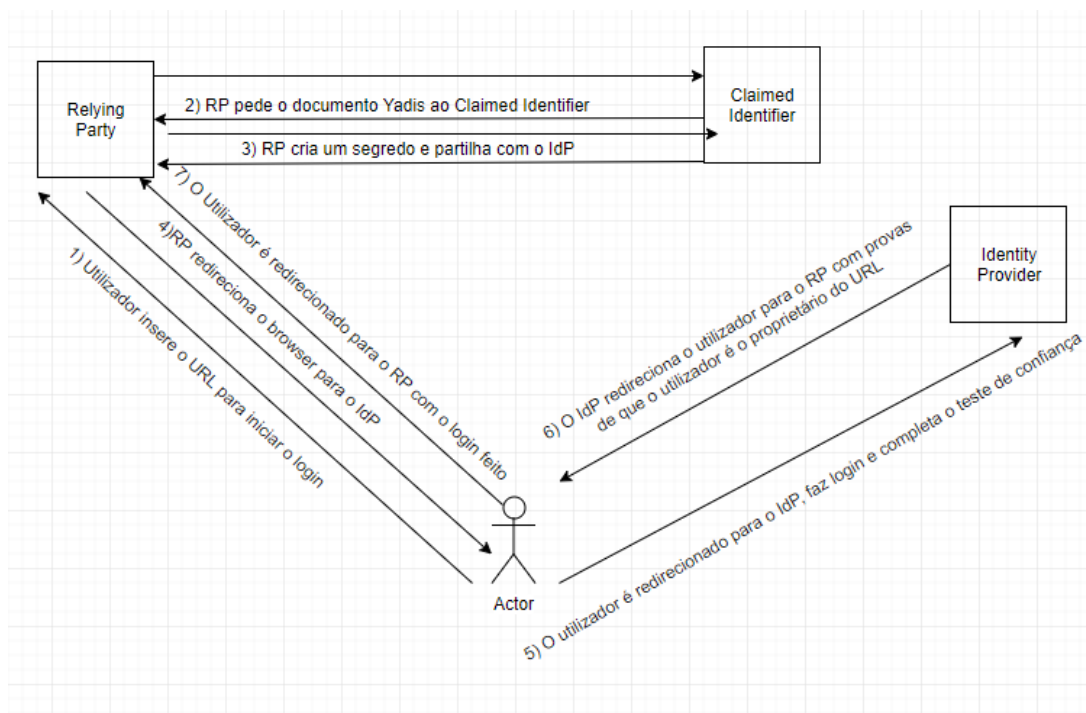 Relying
Party
Claimed
Identifier
2) RP pede o documento Yadis ao Claimed Identifier
3) RP cria um segredo e partilha com o IdP
7) O Utilizador é redirecionado para o RP com o login feito
4)RP redireciona o browser para o IdP
1) Utilizador insere o URL para iniciar o login
Identity
Provider
6) O IdP redireciona o utilizador para o RP com provas
de que o utilizador é o proprietário do URL
5) O utilizador é redirecionado para o IdP, faz login e completa o teste de confiança
Actor